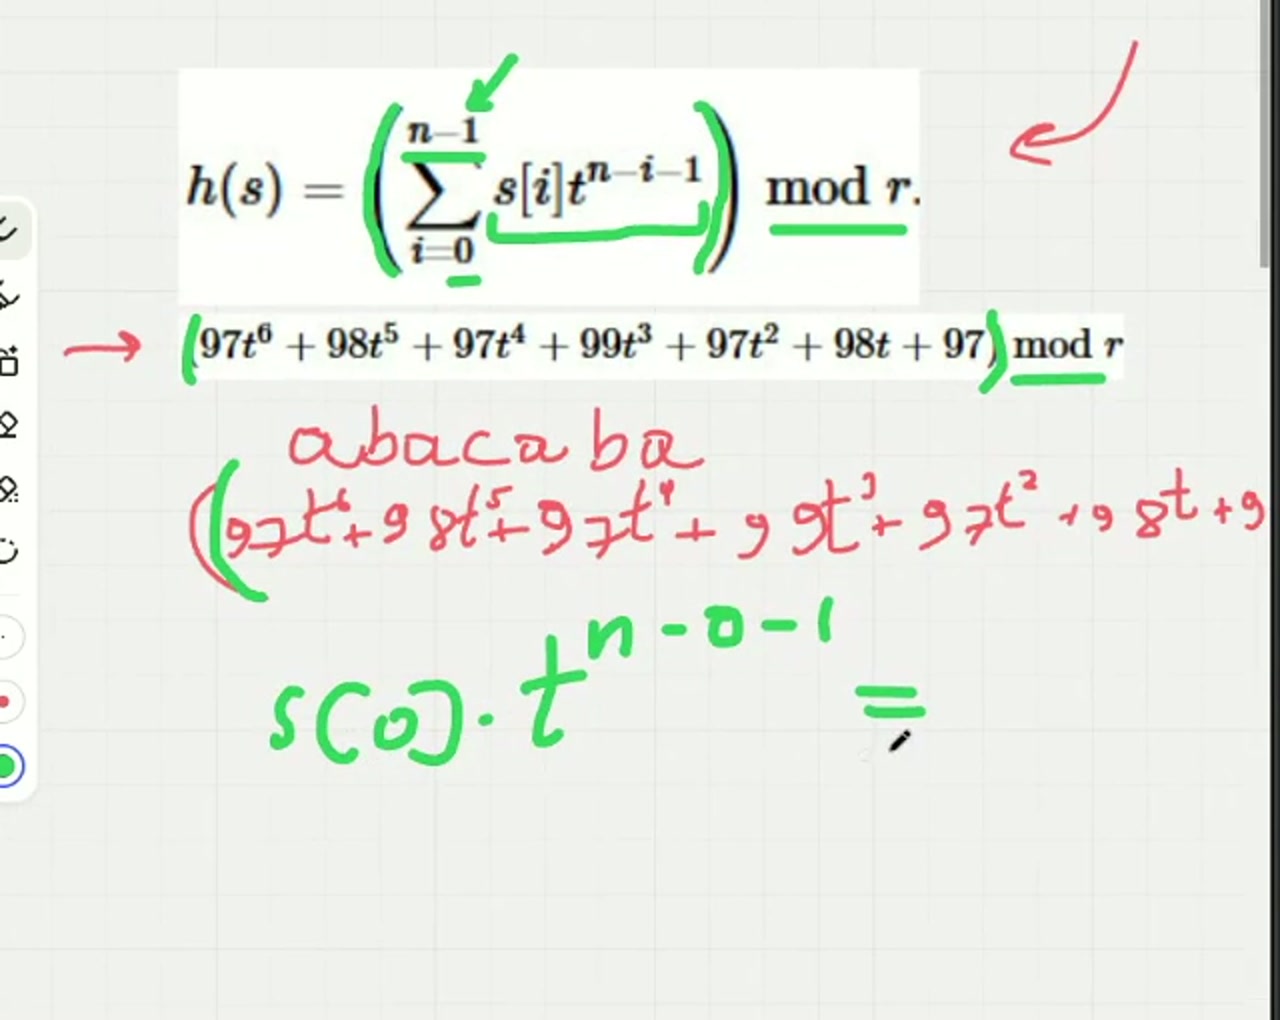 h(s) = (∑_{i=0}^{n-1} s[i]t^{n-i-1}) mod r.
(97t⁶ + 98t⁵ + 97t⁴ + 99t³ + 97t² + 98t + 97) mod r
abacaba
(97t⁶+98t⁵+97t⁴+99t³+97t²+98t+9
s[0]·t^{n-0-1} =